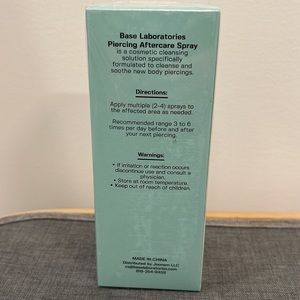 Base Laboratories
Piercing Aftercare Spray
is a cosmetic cleansing
solution specifically
formulated to cleanse and
soothe new body piercings.
Directions:
Apply multiple (2-4) sprays to
the affected area as needed.
Recommended range 3 to 6
times per day before and after
your next piercing.
Warnings:
• If irritation or reaction occurs
discontinue use and consult a
physician.
• Store at room temperature.
• Keep out of reach of children.
MADE IN CHINA
Distributed by Jooreen LLC